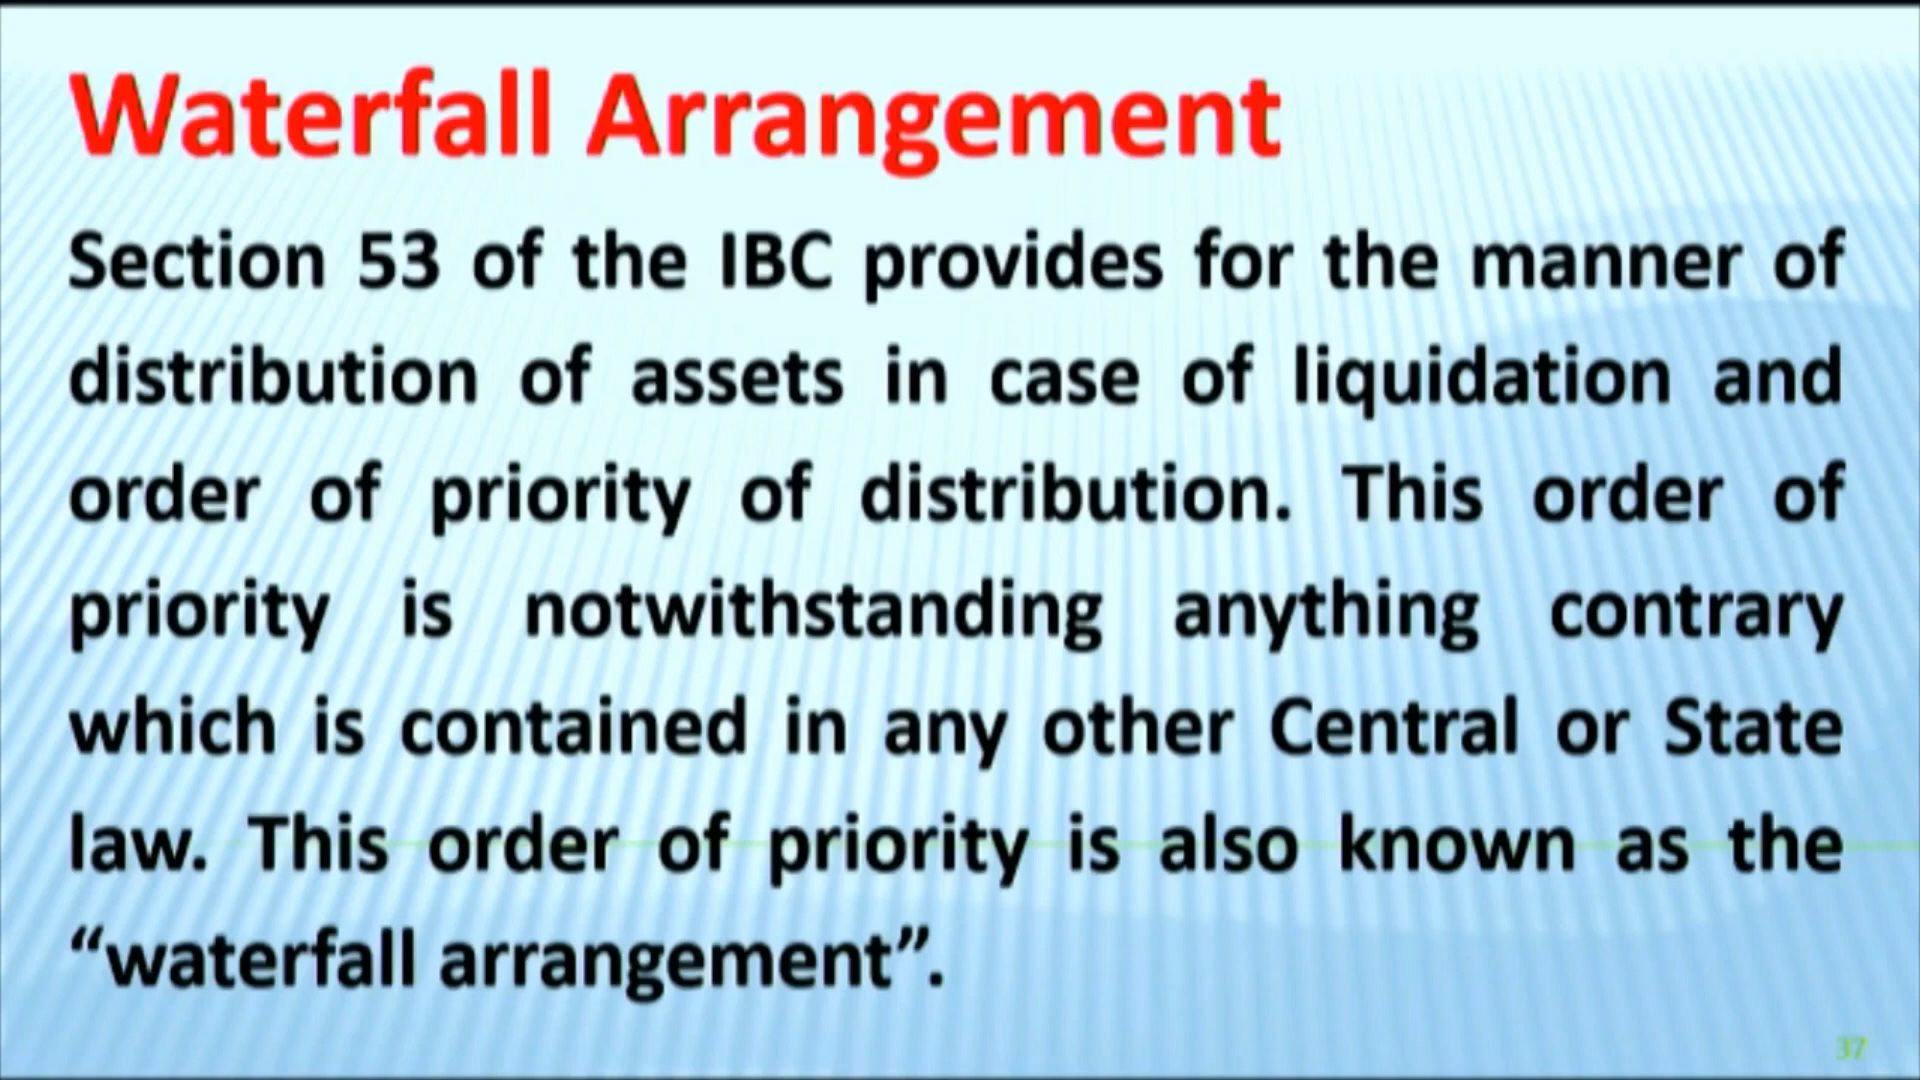 Waterfall Arrangement
Section 53 of the IBC provides for the manner of
distribution of assets in case of liquidation and
order of priority of distribution. This order of
priority is notwithstanding anything contrary
which is contained in any other Central or State
law. This order of priority is also known as the
“waterfall arrangement”.
37